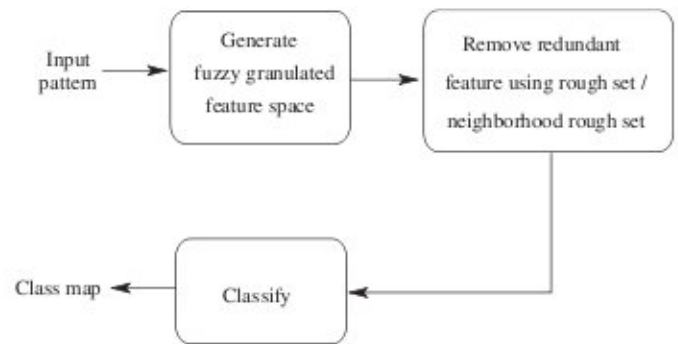 Input
pattern
Generate
fuzzy granulated
feature space
Remove redundant
feature using rough set /
neighborhood rough set
Classify
Class map